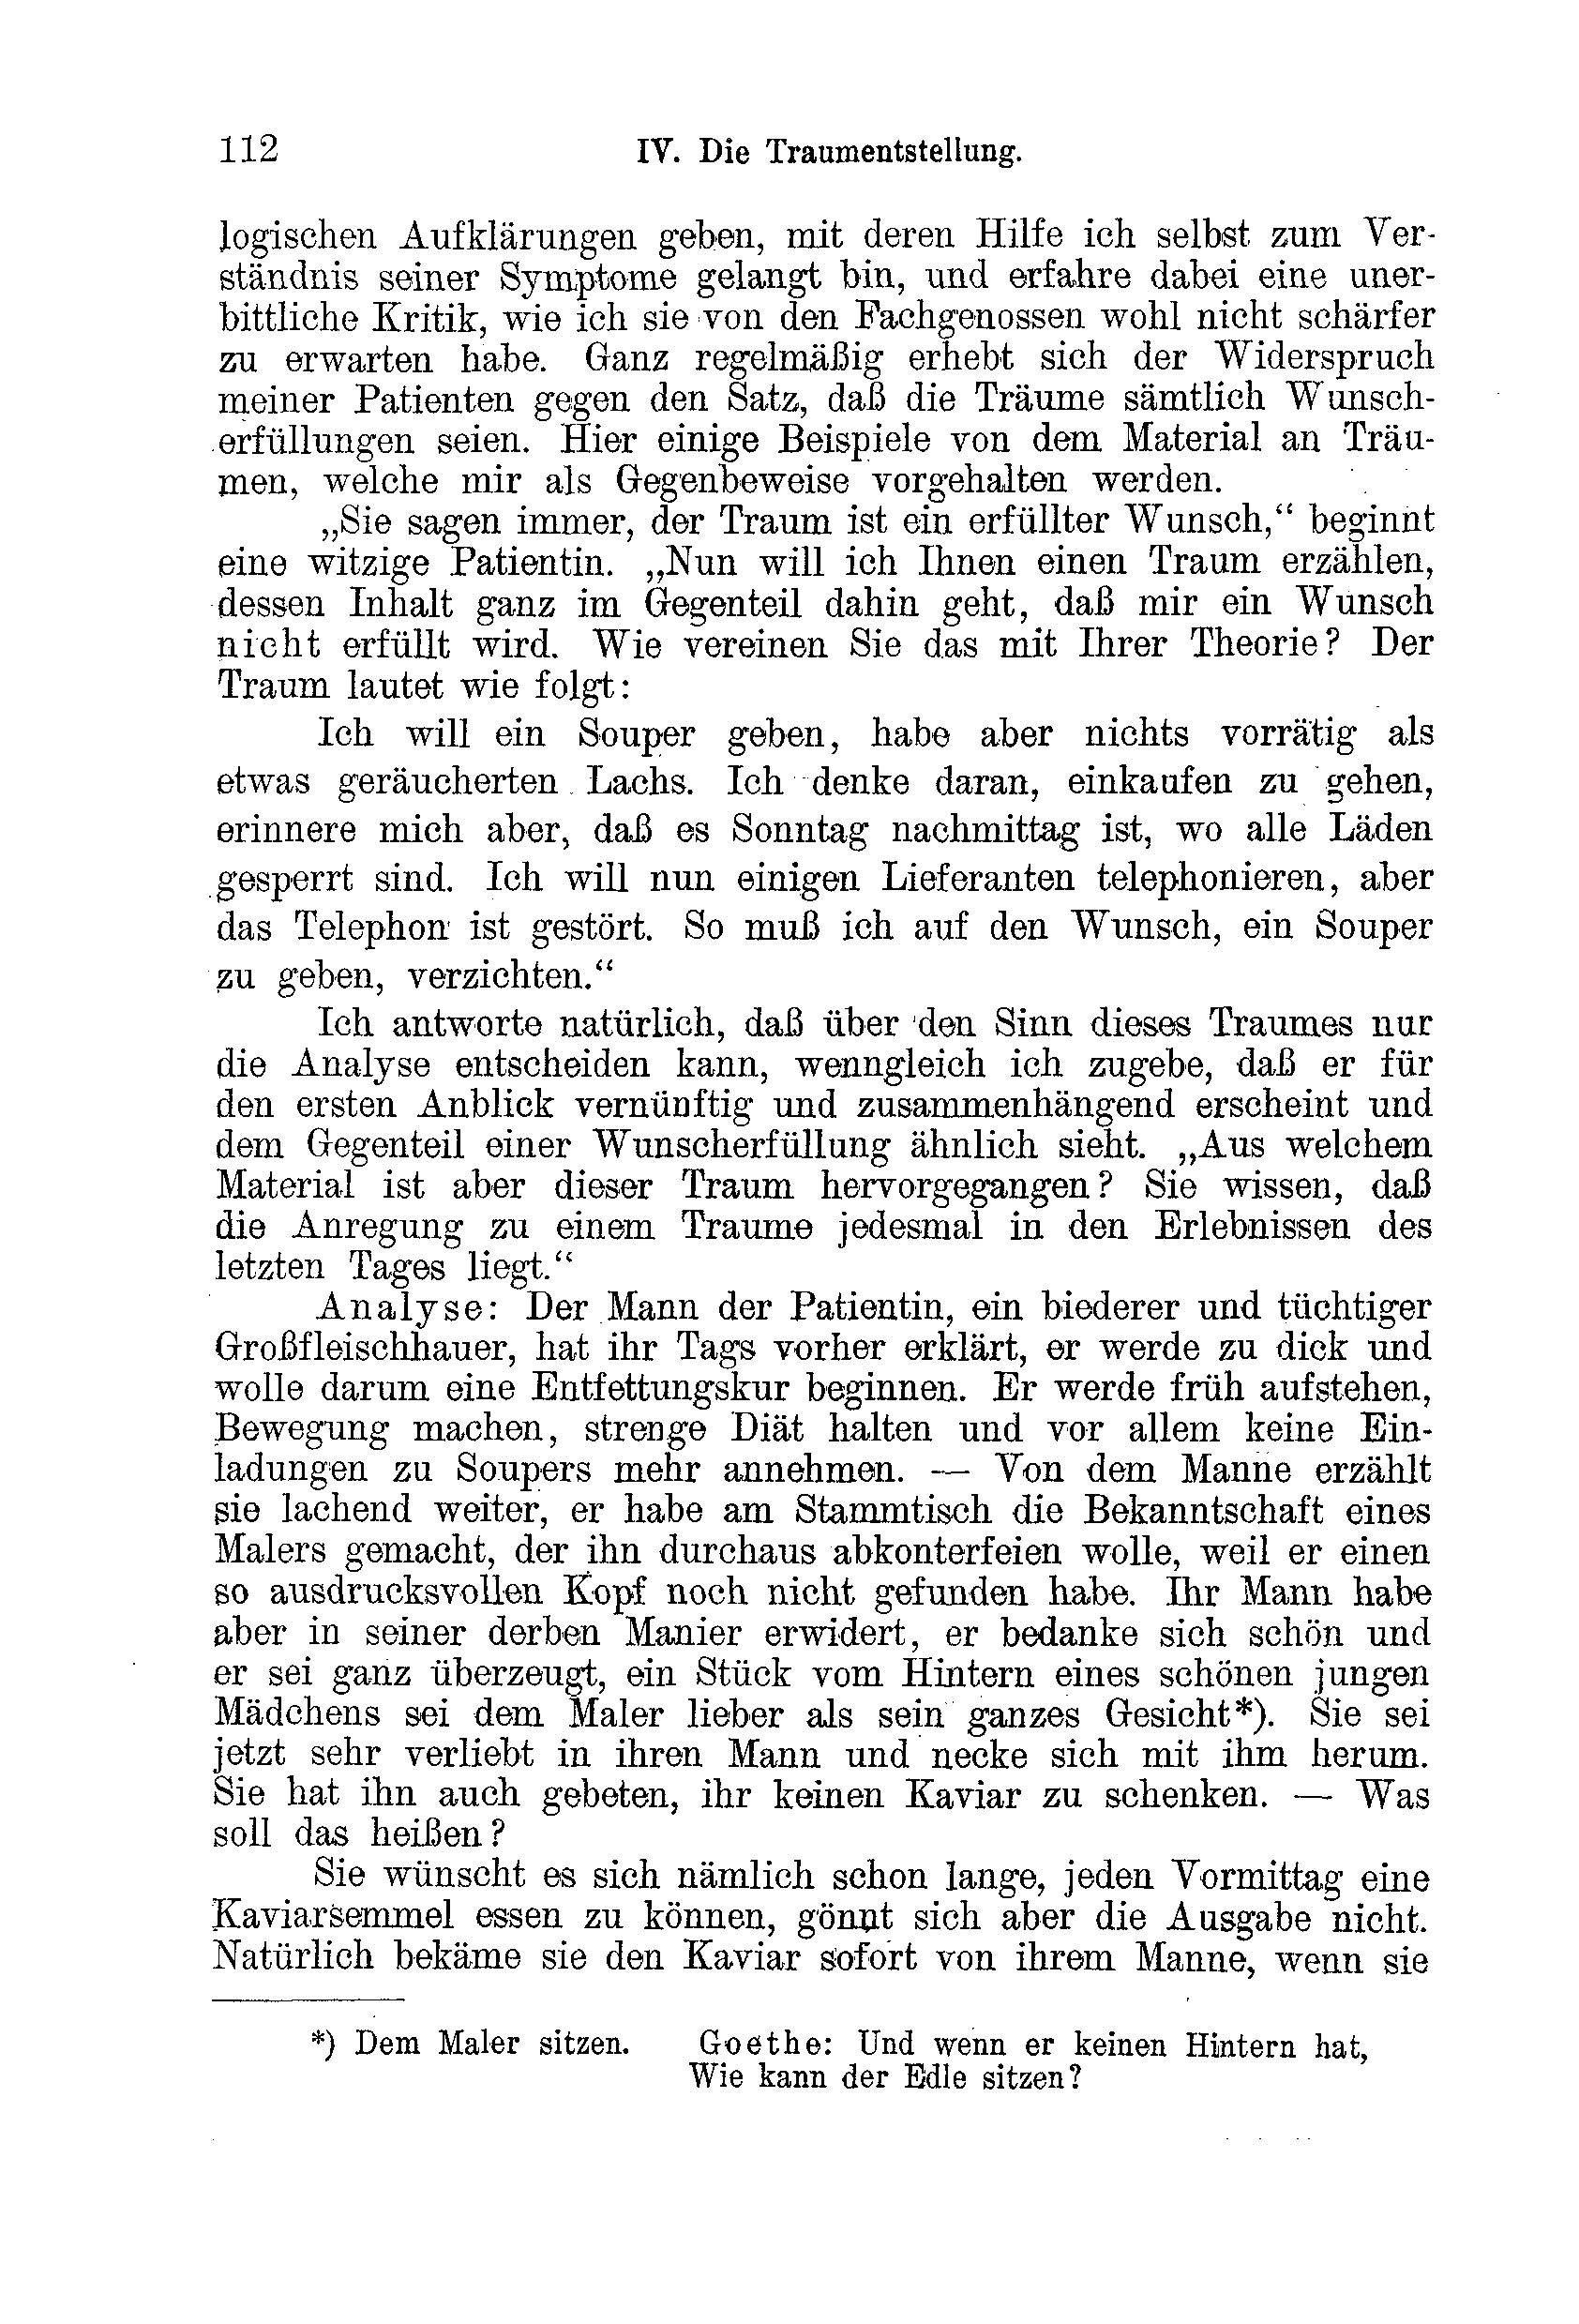 112
IV. Die Traumentstellung.
logischen Aufklärungen geben, mit deren Hilfe ich selbst zum Ver-
ständnis seiner Symptome gelangt bin, und erfahre dabei eine uner-
bittliche Kritik, wie ich sie von den Fachgenossen wohl nicht schärfer
zu erwarten habe. Ganz regelmäßig erhebt sich der Widerspruch
meiner Patienten gegen den Satz, daß die Träume sämtlich Wunsch-
erfüllungen seien. Hier einige Beispiele von dem Material an Träu-
men, welche mir als Gegenbeweise vorgehalten werden.
„Sie sagen immer, der Traum ist ein erfüllter Wunsch,“ beginnt
eine witzige Patientin. „Nun will ich Ihnen einen Traum erzählen,
dessen Inhalt ganz im Gegenteil dahin geht, daß mir ein Wunsch
nicht erfüllt wird. Wie vereinen Sie das mit Ihrer Theorie? Der
Traum lautet wie folgt:
Ich will ein Souper geben, habe aber nichts vorrätig als
etwas geräucherten Lachs. Ich denke daran, einkaufen zu gehen,
erinnere mich aber, daß es Sonntag nachmittag ist, wo alle Läden
gesperrt sind. Ich will nun einigen Lieferanten telephonieren, aber
das Telephon ist gestört. So muß ich auf den Wunsch, ein Souper
zu geben, verzichten.“
Ich antworte natürlich, daß über den Sinn dieses Traumes nur
die Analyse entscheiden kann, wenngleich ich zugebe, daß er für
den ersten Anblick vernünftig und zusammenhängend erscheint und
dem Gegenteil einer Wunscherfüllung ähnlich sieht. „Aus welchem
Material ist aber dieser Traum hervorgegangen? Sie wissen, daß
die Anregung zu einem Traume jedesmal in den Erlebnissen des
letzten Tages liegt.“
Analyse: Der Mann der Patientin, ein biederer und tüchtiger
Großfleischhauer, hat ihr Tags vorher erklärt, er werde zu dick und
wolle darum eine Entfettungskur beginnen. Er werde früh aufstehen,
Bewegung machen, strenge Diät halten und vor allem keine Ein-
ladungen zu Soupers mehr annehmen. — Von dem Manne erzählt
sie lachend weiter, er habe am Stammtisch die Bekanntschaft eines
Malers gemacht, der ihn durchaus abkonterfeien wolle, weil er einen
so ausdrucksvollen Kopf noch nicht gefunden habe. Ihr Mann habe
aber in seiner derben Manier erwidert, er bedanke sich schön und
er sei ganz überzeugt, ein Stück vom Hintern eines schönen jungen
Mädchens sei dem Maler lieber als sein ganzes Gesicht*). Sie sei
jetzt sehr verliebt in ihren Mann und necke sich mit ihm herum.
Sie hat ihn auch gebeten, ihr keinen Kaviar zu schenken. — Was
soll das heißen?
Sie wünscht es sich nämlich schon lange, jeden Vormittag eine
Kaviarsemmel essen zu können, gönnt sich aber die Ausgabe nicht.
Natürlich bekäme sie den Kaviar sofort von ihrem Manne, wenn sie
*) Dem Maler sitzen. Goethe: Und wenn er keinen Hintern hat,
Wie kann der Edle sitzen?